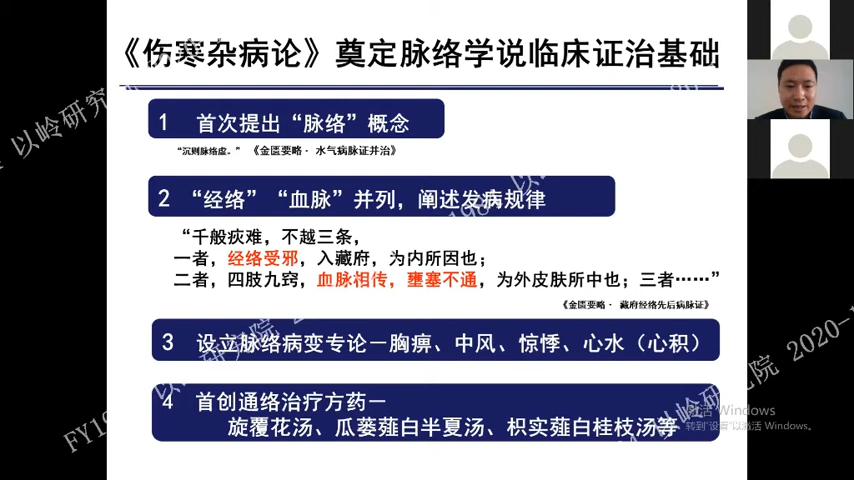 《伤寒杂病论》奠定脉络学说临床证治基础
1 首次提出“脉络”概念
“沉则脉络虚。” 《金匮要略· 水气病脉证并治》
2 “经络”“血脉”并列，阐述发病规律
“千般疢难，不越三条，
一者，经络受邪，入藏府，为内所因也；
二者，四肢九窍，血脉相传，壅塞不通，为外皮肤所中也；三者……”
《金匮要略· 藏府经络先后病脉证》
3 设立脉络病变专论－胸痹、中风、惊悸、心水（心积）
4 首创通络治疗方药－
旋覆花汤、瓜蒌薤白半夏汤、枳实薤白桂枝汤等
激活 Windows
转到“设置”以激活 Windows。
以岭研究
以岭研究院 2020-1